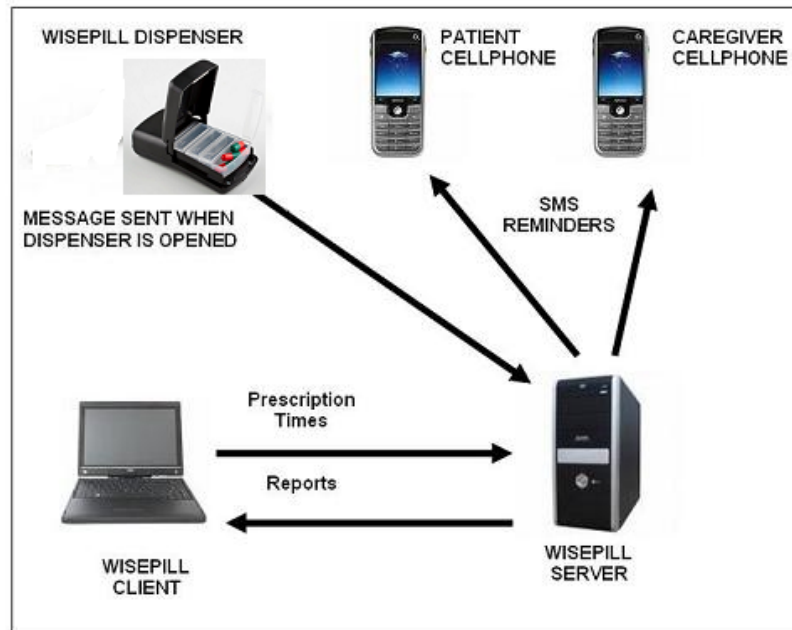 WISEPILL DISPENSER
PATIENT
CELLPHONE
CAREGIVER
CELLPHONE
MESSAGE SENT WHEN
DISPENSER IS OPENED
SMS
REMINDERS
Prescription
Times
Reports
WISEPILL
CLIENT
WISEPILL
SERVER